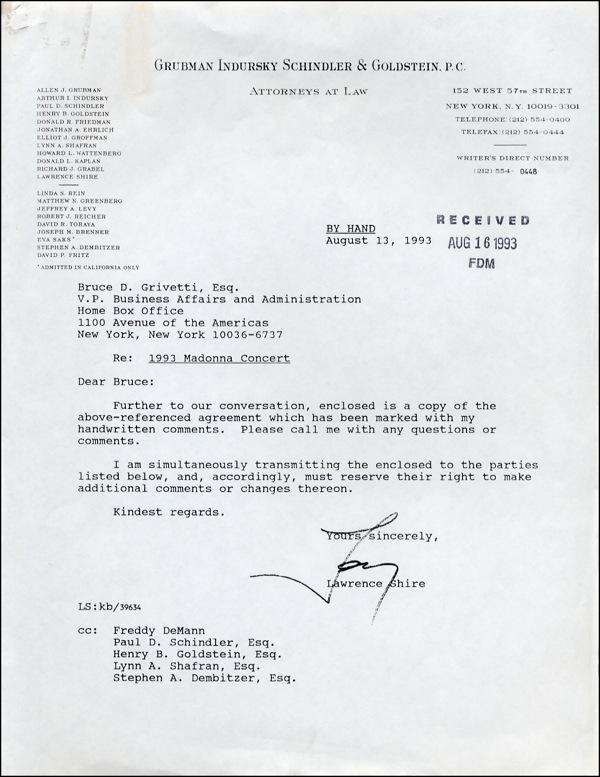 GRUBMAN INDURSKY SCHINDLER & GOLDSTEIN, P.C.
ATTORNEYS AT LAW
ALLEN J. GRUBMAN
ARTHUR I. INDURSKY
PAUL D. SCHINDLER
HENRY B. GOLDSTEIN
DONALD R. FRIEDMAN
JONATHAN A. EHRLICH
ELLIOT J. GROFFMAN
LYNN A. SHAFRAN
HOWARD L. WATTENBERG
DONALD L. KAPLAN
RICHARD J. GRABEL
LAWRENCE SHIRE
LINDA S. REIN
MATTHEW N. GREENBERG
JEFFREY A. LEVY
ROBERT J. REICHER
DAVID R. TORAYA
JOSEPH M. BRENNER
EVA SAKS*
STEPHEN A. DEMBITZER
DAVID P. FRITZ
*ADMITTED IN CALIFORNIA ONLY
152 WEST 57TH STREET
NEW YORK, N.Y. 10019-3301
TELEPHONE (212) 554-0400
TELEFAX: (212) 554-0444
WRITER'S DIRECT NUMBER
(212) 554- 0448
BY HAND
August 13, 1993
RECEIVED
AUG 16 1993
FDM
Bruce D. Grivetti, Esq.
V.P. Business Affairs and Administration
Home Box Office
1100 Avenue of the Americas
New York, New York 10036-6737
Re: 1993 Madonna Concert
Dear Bruce:
Further to our conversation, enclosed is a copy of the
above-referenced agreement which has been marked with my
handwritten comments. Please call me with any questions or
comments.
I am simultaneously transmitting the enclosed to the parties
listed below, and, accordingly, must reserve their right to make
additional comments or changes thereon.
Kindest regards.
Yours sincerely,
Lawrence Shire
LS:kb/39634
cc: Freddy DeMann
Paul D. Schindler, Esq.
Henry B. Goldstein, Esq.
Lynn A. Shafran, Esq.
Stephen A. Dembitzer, Esq.